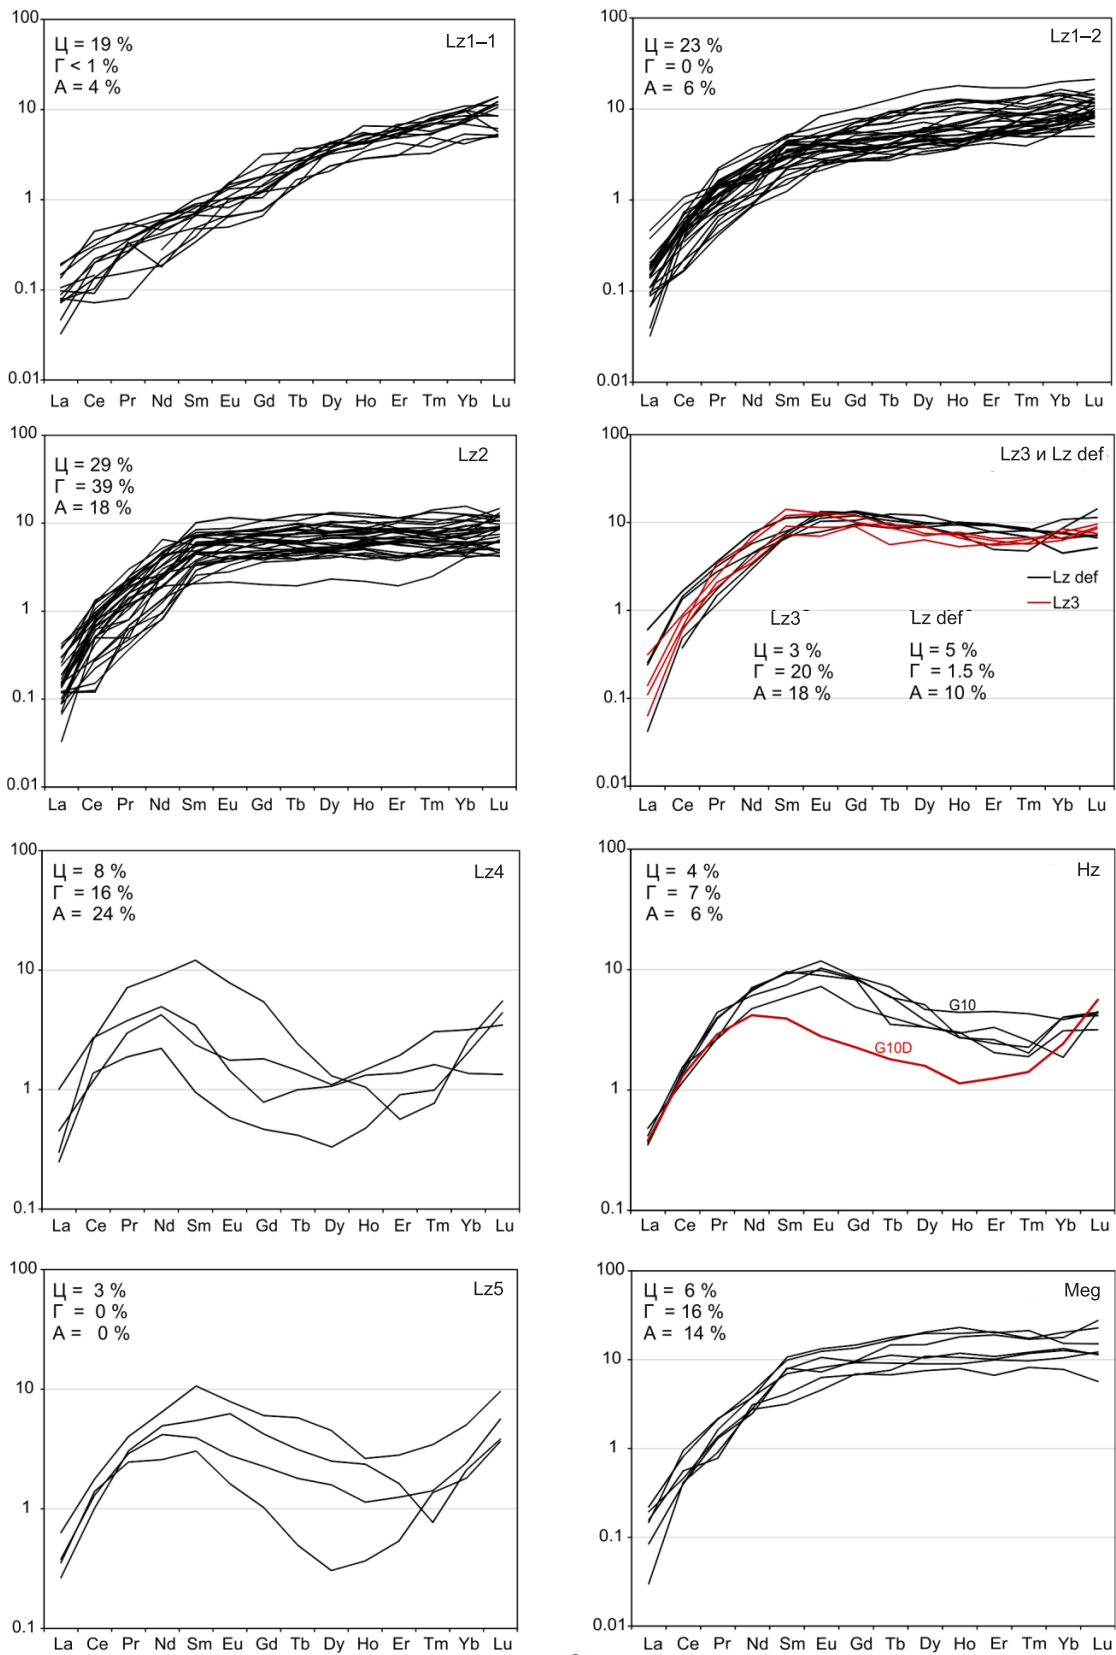 100
10
1
0.1
0.01
Ц = 19 %
Г < 1 %
А = 4 %
Lz1–1
La Ce Pr Nd Sm Eu Gd Tb Dy Ho Er Tm Yb Lu
100
10
1
0.1
0.01
Ц = 23 %
Г = 0 %
А = 6 %
Lz1–2
La Ce Pr Nd Sm Eu Gd Tb Dy Ho Er Tm Yb Lu
100
10
1
0.1
0.01
Ц = 29 %
Г = 39 %
А = 18 %
Lz2
La Ce Pr Nd Sm Eu Gd Tb Dy Ho Er Tm Yb Lu
100
10
1
0.1
0.01
Lz3 и Lz def
Lz def
Lz3
Lz3
Ц = 3 %
Г = 20 %
А = 18 %
Lz def
Ц = 5 %
Г = 1.5 %
А = 10 %
La Ce Pr Nd Sm Eu Gd Tb Dy Ho Er Tm Yb Lu
100
10
1
0.1
Ц = 8 %
Г = 16 %
А = 24 %
Lz4
La Ce Pr Nd Sm Eu Gd Tb Dy Ho Er Tm Yb Lu
100
10
1
0.1
Ц = 4 %
Г = 7 %
А = 6 %
Hz
G10
G10D
La Ce Pr Nd Sm Eu Gd Tb Dy Ho Er Tm Yb Lu
100
10
1
0.1
Ц = 3 %
Г = 0 %
А = 0 %
Lz5
La Ce Pr Nd Sm Eu Gd Tb Dy Ho Er Tm Yb Lu
100
10
1
0.1
0.01
Ц = 6 %
Г = 16 %
А = 14 %
Meg
La Ce Pr Nd Sm Eu Gd Tb Dy Ho Er Tm Yb Lu